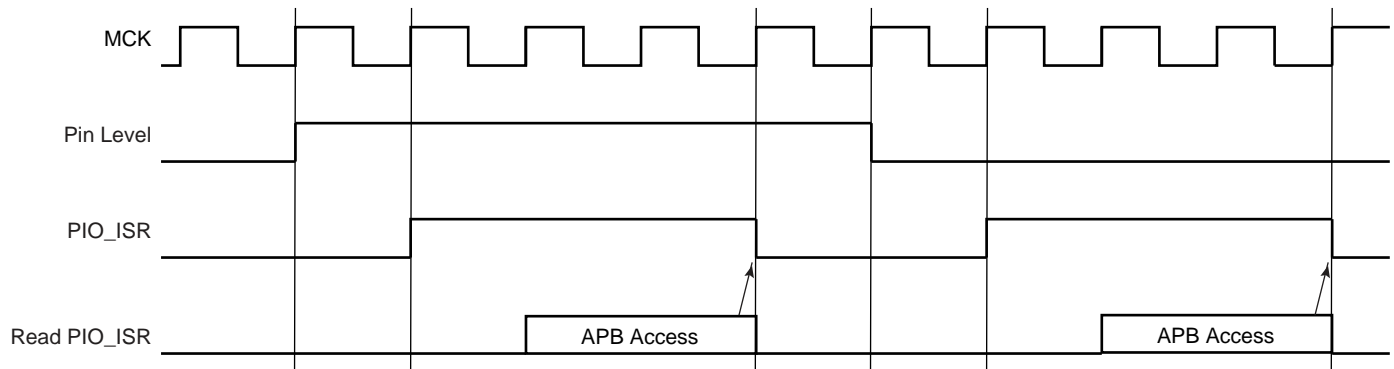 MCK
Pin Level
PIO_ISR
Read PIO_ISR
APB Access
APB Access